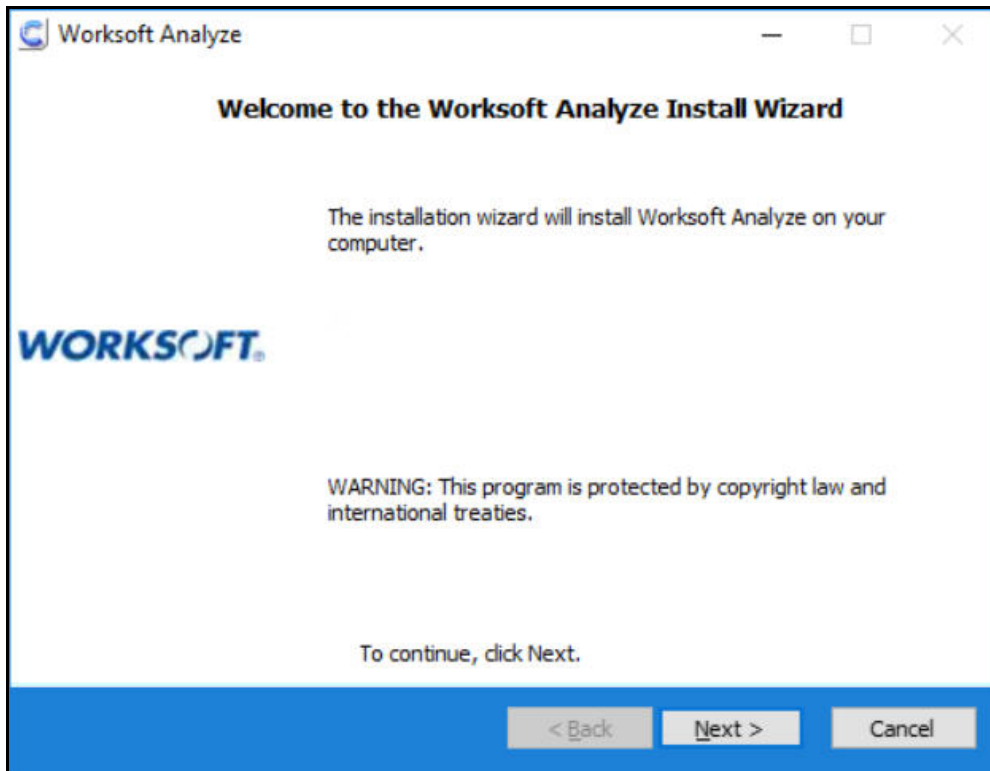 Worksoft Analyze
Welcome to the Worksoft Analyze Install Wizard
The installation wizard will install Worksoft Analyze on your
computer.
WORKSOFT®
WARNING: This program is protected by copyright law and
international treaties.
To continue, click Next.
< Back
Next >
Cancel